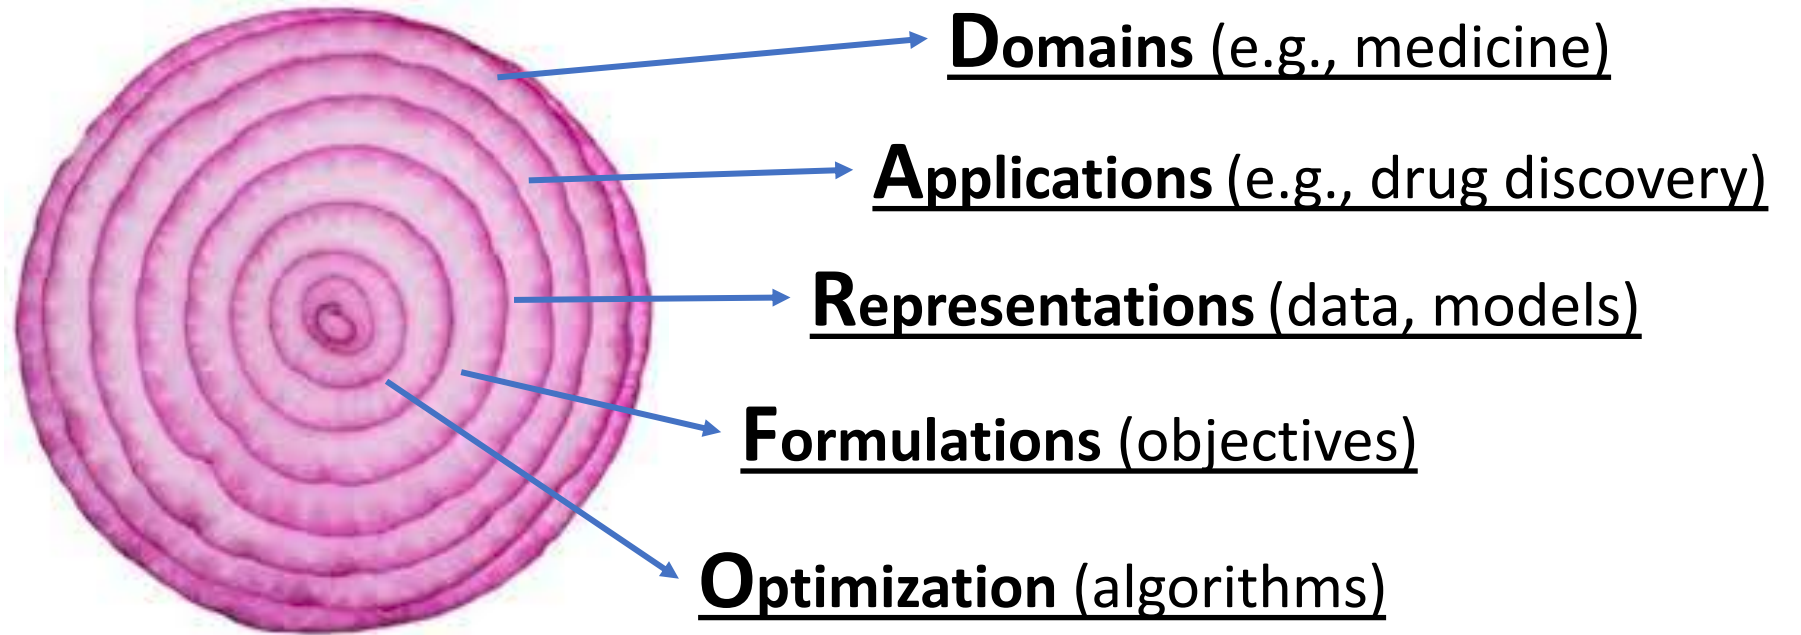 Domains (e.g., medicine)
Applications (e.g., drug discovery)
Representations (data, models)
Formulations (objectives)
Optimization (algorithms)